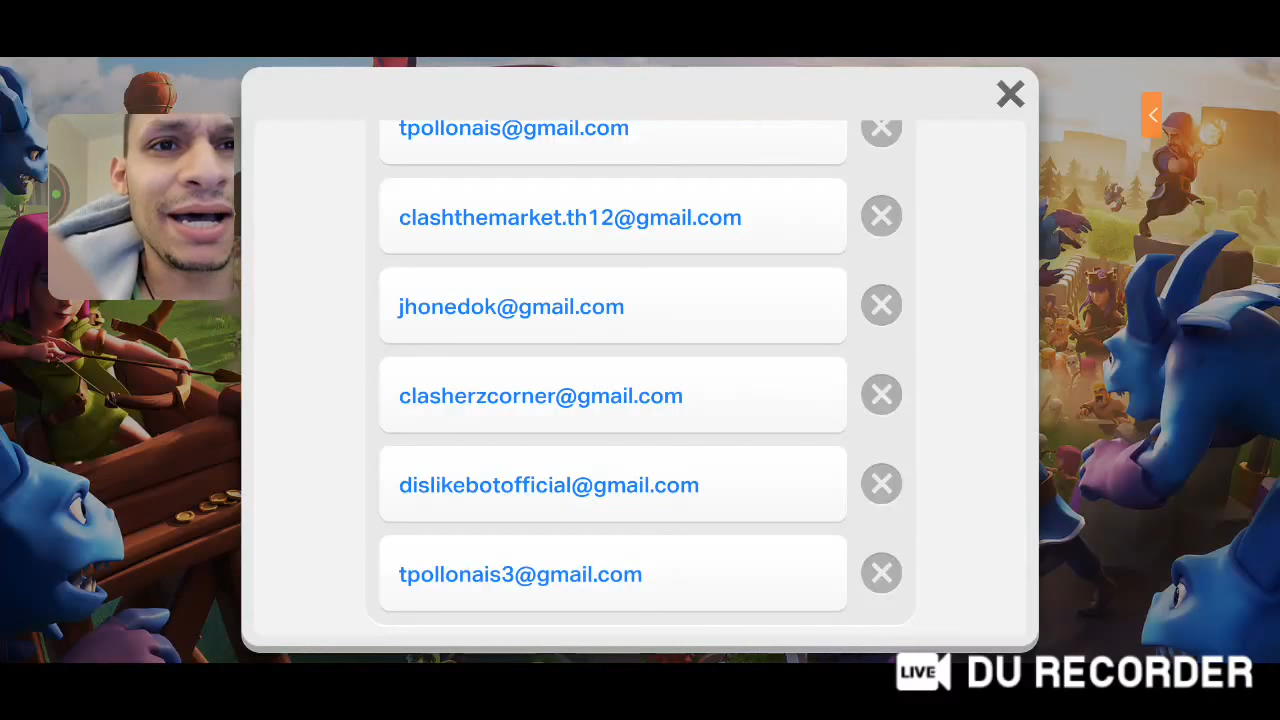 tpollonais@gmail.com
clashthemarket.th12@gmail.com
jhonedok@gmail.com
clasherzcorner@gmail.com
dislikebotofficial@gmail.com
tpollonais3@gmail.com
LIVE DU RECORDER